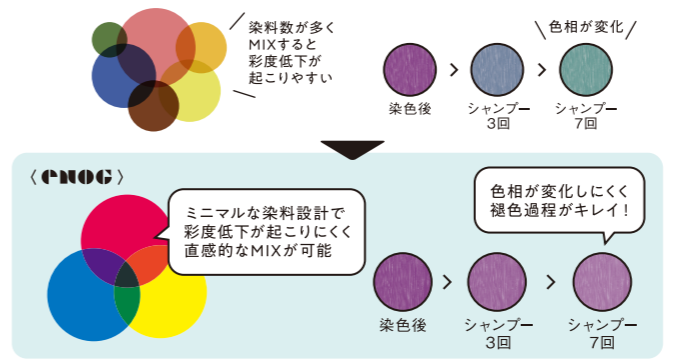 染料数が多く
MIXすると
彩度低下が
起こりやすい
色相が変化
染色後
シャンプー
3回
シャンプー
7回
〈enog〉
ミニマルな染料設計で
彩度低下が起こりにくく
直感的なMIXが可能
色相が変化しにくく
褪色過程がキレイ！
染色後
シャンプー
3回
シャンプー
7回